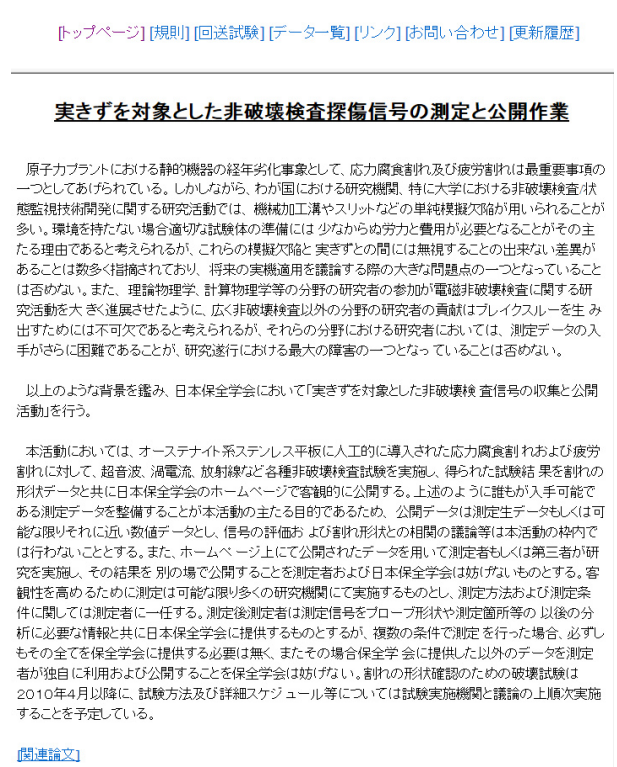 [トップページ] [規則] [回送試験] [データ一覧] [リンク] [お問い合わせ] [更新履歴]
実きずを対象とした非破壊検査探傷信号の測定と公開作業
原子力プラントにおける静的機器の経年劣化事象として、応力腐食割れ及び疲労割れは最重要事項の
一つとしてあげられている。しかしながら、わが国における研究機関、特に大学における非破壊検査/状
態監視技術開発に関する研究活動では、機械加工溝やスリットなどの単純模擬欠陥が用いられることが
多い。環境を持たない場合適切な試験体の準備には 少なからぬ労力と費用が必要となることがその主
たる理由であると考えられるが、これらの模擬欠陥と 実きずとの間には無視することの出来ない差異が
あることは数多く指摘されており、将来の実機適用を議論する際の大きな問題点の一つとなっていること
は否めない。また、理論物理学、計算物理学等の分野の研究者の参加が電磁非破壊検査に関する研
究活動を大 きく進展させたように、広く非破壊検査以外の分野の研究者の貢献はブレイクスルーを生 み
出すためには不可欠であると考えられるが、それらの分野における研究者においては、測定データの入
手がさらに困難であることが、研究遂行における最大の障害の一つとなっ ていることは否めない。
以上のような背景を鑑み、日本保全学会において「実きずを対象とした非破壊検 査信号の収集と公開
活動」を行う。
本活動においては、オーステナイト系ステンレス平板に人工的に導入された応力腐食割 れおよび疲労
割れに対して、超音波、渦電流、放射線など各種非破壊検査試験を実施し、得られた試験結 果を割れの
形状データと共に日本保全学会のホームページで客観的に公開する。上述のよ うに誰もが入手可能で
ある測定データを整備することが本活動の主たる目的であるため、公開データは測定生データもしくは可
能な限りそれに近い数値データとし、信号の評価お よび割れ形状との相関の議論等は本活動の枠内で
は行わないこととする。また、ホームペ ージ上にて公開されたデータを用いて測定者もしくは第三者が研
究を実施し、その結果を 別の場で公開することを測定者および日本保全学会は妨げないものとする。客
観性を高め るために測定は可能な限り多くの研究機関にて実施するものとし、測定方法および測定条
件に関しては測定者に一任する。測定後測定者は測定信号をプローブ形状や測定箇所等の 以後の分
析に必要な情報と共に日本保全学会に提供するものとするが、複数の条件で測定 を行った場合、必ずし
もその全てを保全学会に提供する必要は無く、またその場合保全学 会に提供した以外のデータを測定
者が独自に利用および公開することを保全学会は妨げない。割れの形状確認のための破壊試験は
2010年4月以降に、試験方法及び詳細スケジ ュール等については試験実施機関と議論の上順次実施
することを予定している。
[関連論文]